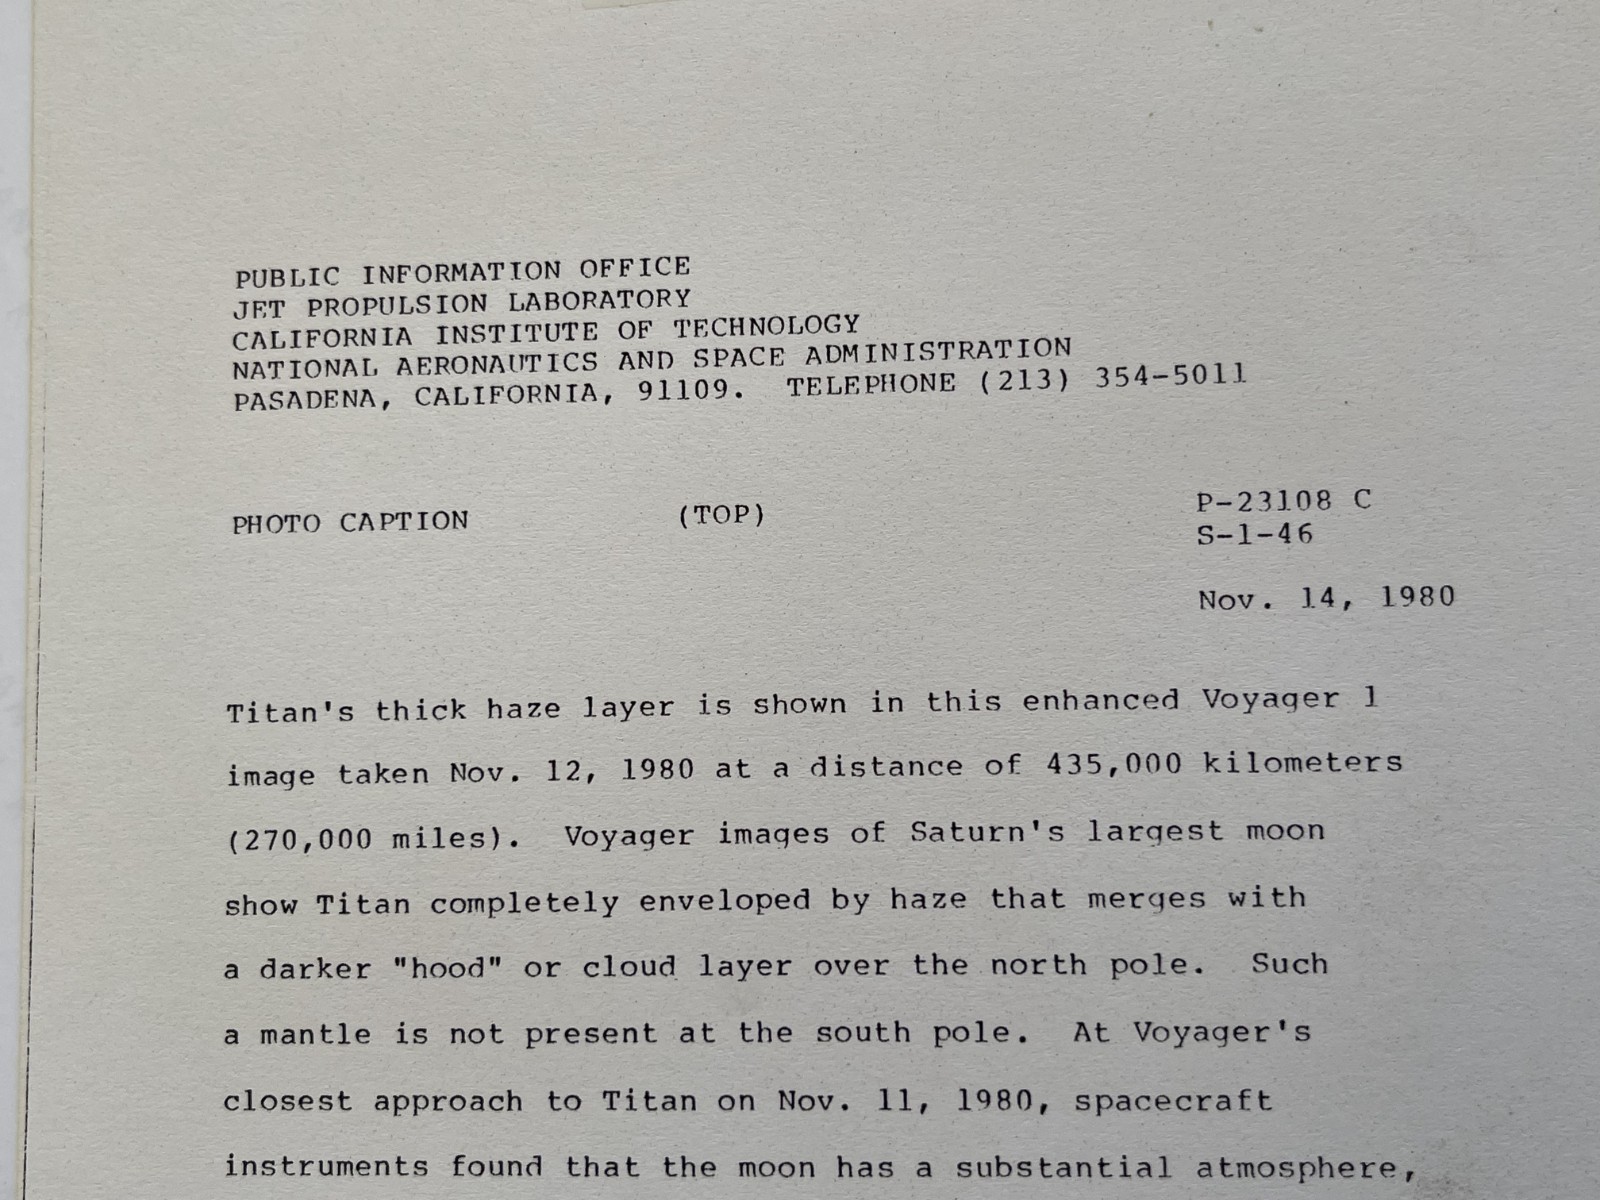 PUBLIC INFORMATION OFFICE
JET PROPULSION LABORATORY
CALIFORNIA INSTITUTE OF TECHNOLOGY
NATIONAL AERONAUTICS AND SPACE ADMINISTRATION
PASADENA, CALIFORNIA, 91109. TELEPHONE (213) 354-5011
PHOTO CAPTION (TOP) P-23108 C
S-1-46
Nov. 14, 1980
Titan's thick haze layer is shown in this enhanced Voyager 1
image taken Nov. 12, 1980 at a distance of 435,000 kilometers
(270,000 miles). Voyager images of Saturn's largest moon
show Titan completely enveloped by haze that merges with
a darker "hood" or cloud layer over the north pole. Such
a mantle is not present at the south pole. At Voyager's
closest approach to Titan on Nov. 11, 1980, spacecraft
instruments found that the moon has a substantial atmosphere,